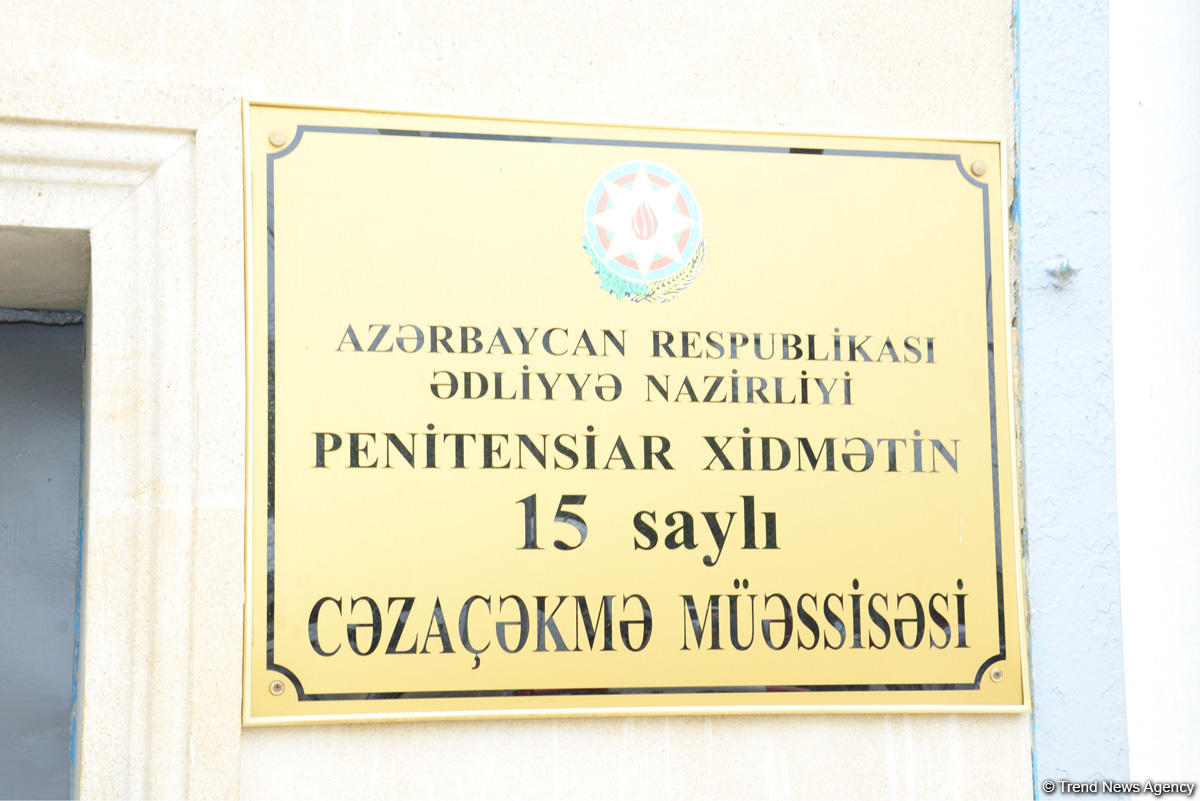 AZƏRBAYCAN RESPUBLİKASI
ƏDLİYYƏ NAZİRLİYİ
PENİTENSİAR XİDMƏTİN
15 saylı
CƏZAÇƏKMƏ MÜƏSSİSƏSİ
© Trend News Agency